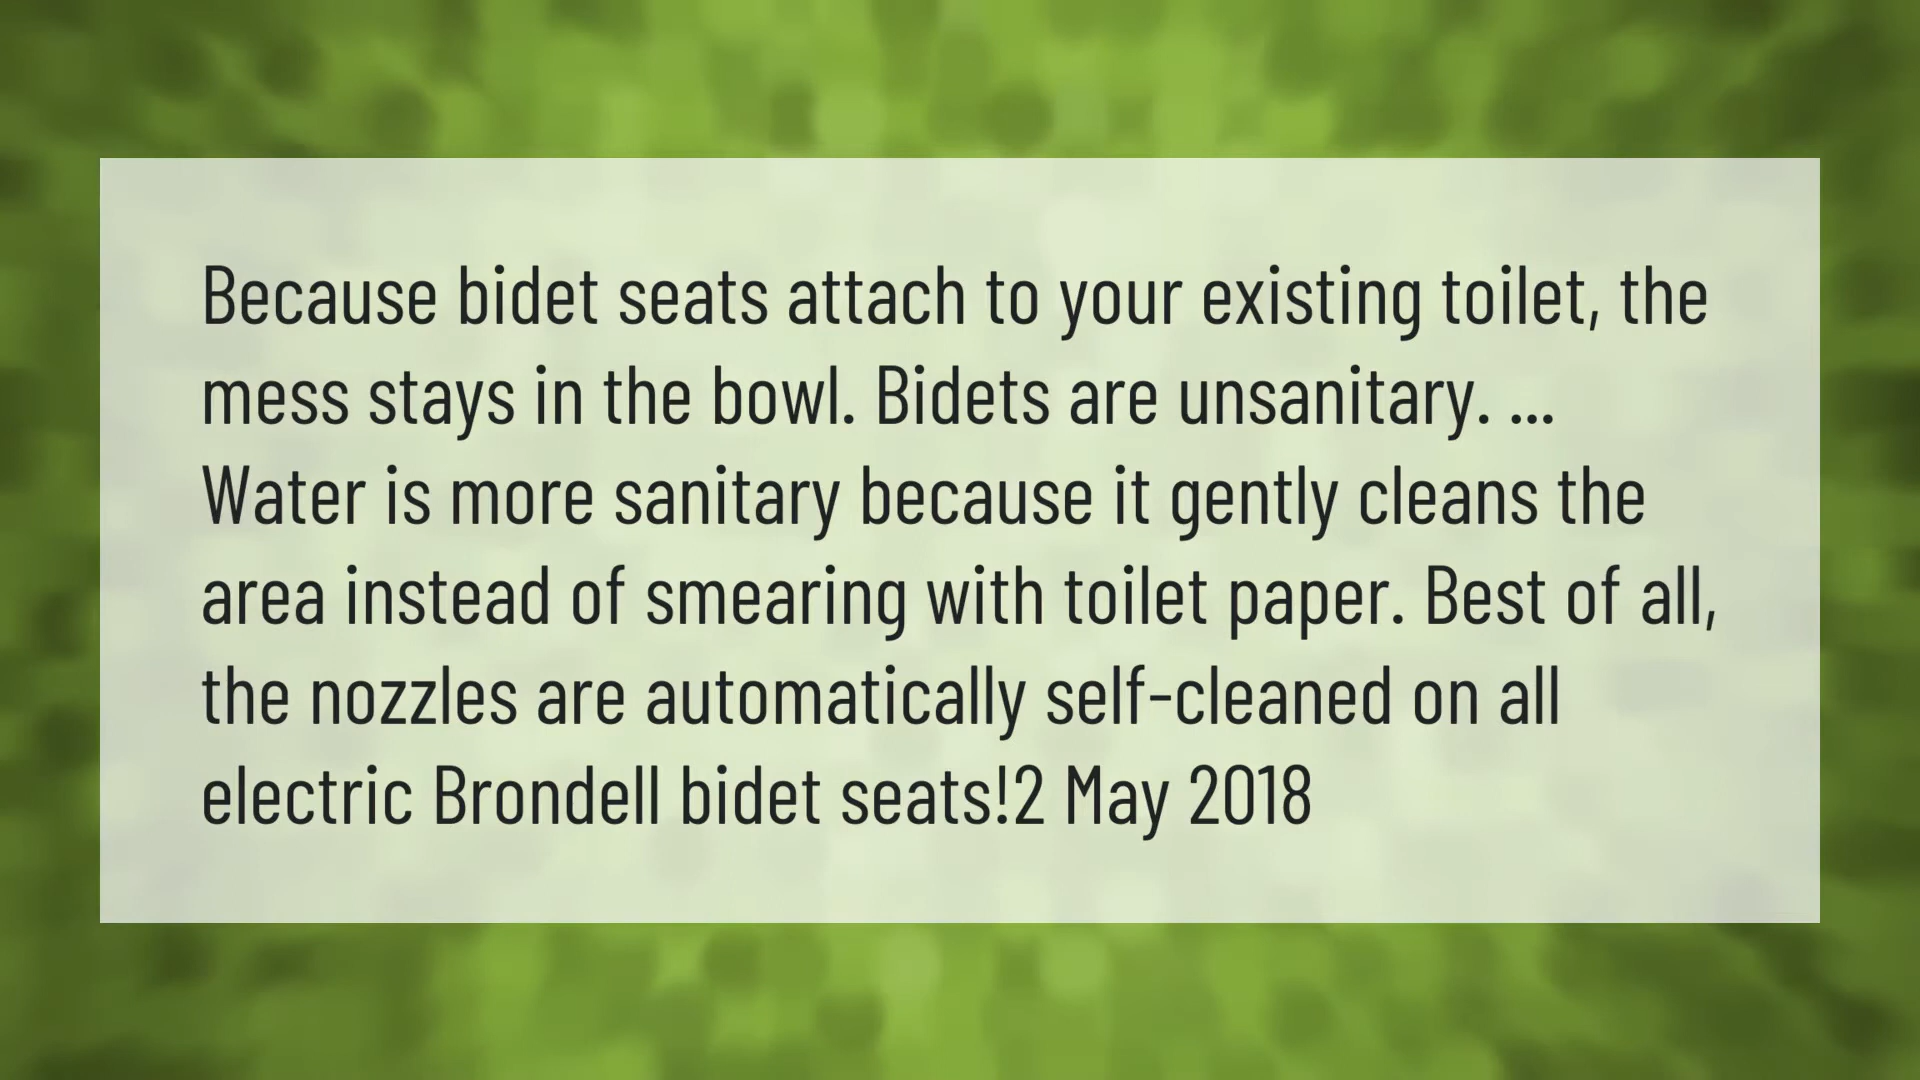 Because bidet seats attach to your existing toilet, the
mess stays in the bowl. Bidets are unsanitary. ...
Water is more sanitary because it gently cleans the
area instead of smearing with toilet paper. Best of all,
the nozzles are automatically self-cleaned on all
electric Brondell bidet seats!2 May 2018